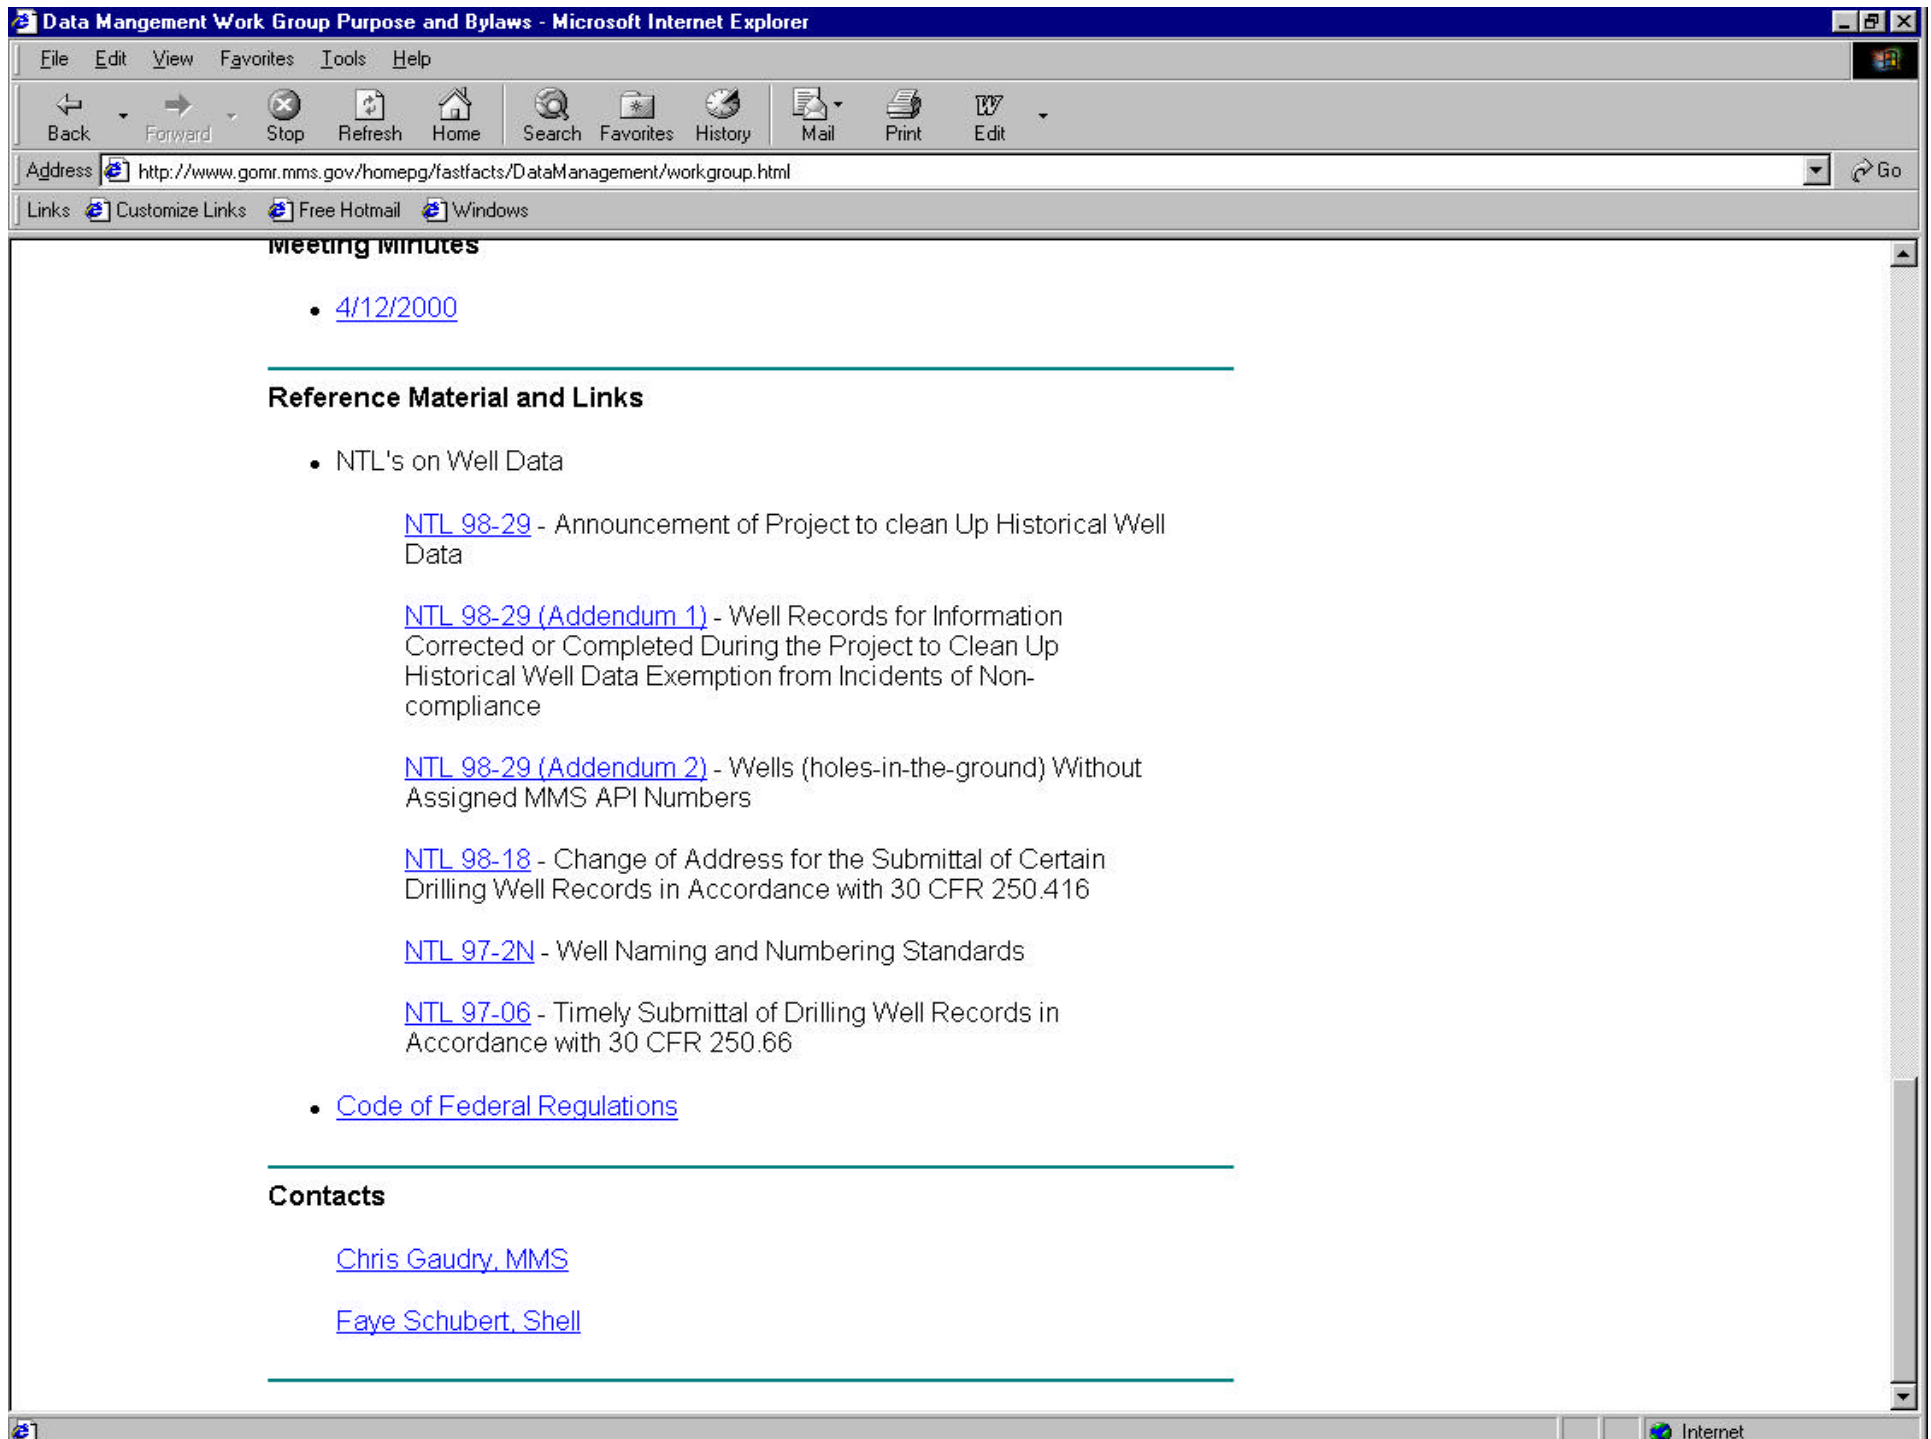 Data Mangement Work Group Purpose and Bylaws - Microsoft Internet Explorer
File Edit View Favorites Tools Help
Back Forward Stop Refresh Home Search Favorites History Mail Print Edit
Address http://www.gomr.mms.gov/homepg/fastfacts/DataManagement/workgroup.html Go
Links Customize Links Free Hotmail Windows
Meeting Minutes
• 4/12/2000
Reference Material and Links
• NTL's on Well Data
NTL 98-29 - Announcement of Project to clean Up Historical Well
Data
NTL 98-29 (Addendum 1) - Well Records for Information
Corrected or Completed During the Project to Clean Up
Historical Well Data Exemption from Incidents of Non-
compliance
NTL 98-29 (Addendum 2) - Wells (holes-in-the-ground) Without
Assigned MMS API Numbers
NTL 98-18 - Change of Address for the Submittal of Certain
Drilling Well Records in Accordance with 30 CFR 250.416
NTL 97-2N - Well Naming and Numbering Standards
NTL 97-06 - Timely Submittal of Drilling Well Records in
Accordance with 30 CFR 250.66
• Code of Federal Regulations
Contacts
Chris Gaudry, MMS
Faye Schubert, Shell
Internet